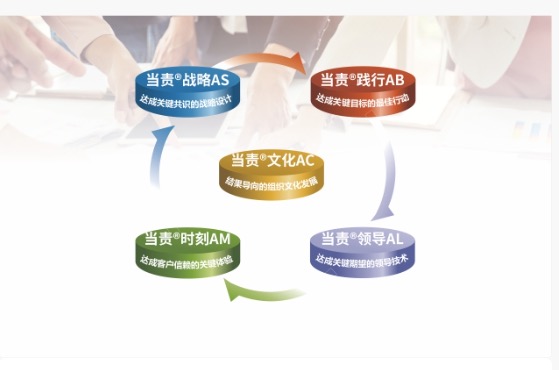 当责®战略AS
达成关键共识的战略设计
当责®践行AB
达成关键目标的最佳行动
当责®文化AC
结果导向的组织文化发展
当责®时刻AM
达成客户信赖的关键体验
当责®领导AL
达成关键期望的领导技术